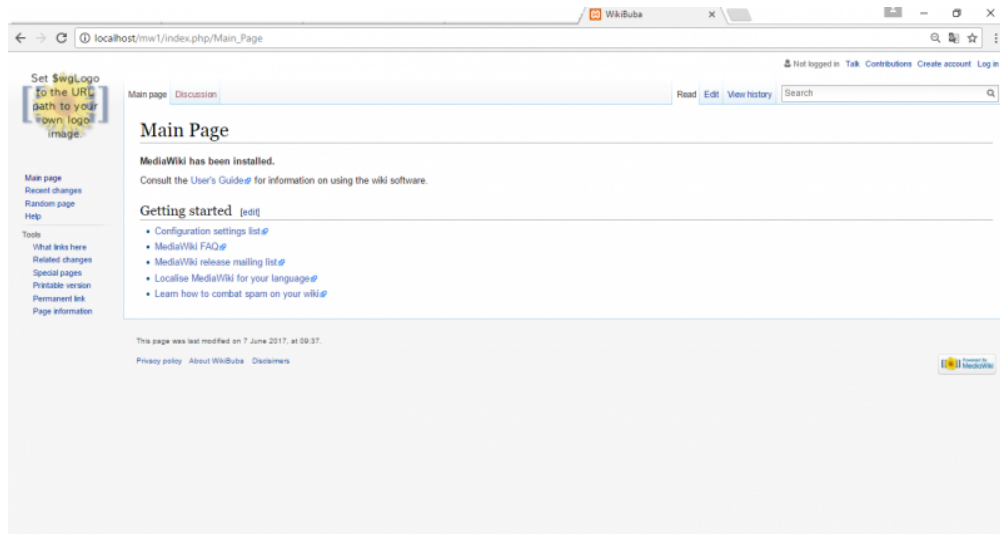 WikiBuba
localhost/mw1/index.php/Main_Page
Not logged in Talk Contributions Create account Log in
Set $wgLogo
to the URL
path to your
own logo
image.
Main page Discussion
Read Edit View history Search
Main Page
MediaWiki has been installed.
Consult the User's Guide for information on using the wiki software.
Main page
Recent changes
Random page
Help
Getting started [edit]
Configuration settings list
MediaWiki FAQ
MediaWiki release mailing list
Localise MediaWiki for your language
Learn how to combat spam on your wiki
Tools
What links here
Related changes
Special pages
Printable version
Permanent link
Page information
This page was last modified on 7 June 2017, at 09:37.
Privacy policy About WikiBuba Disclaimers
Powered By
MediaWiki